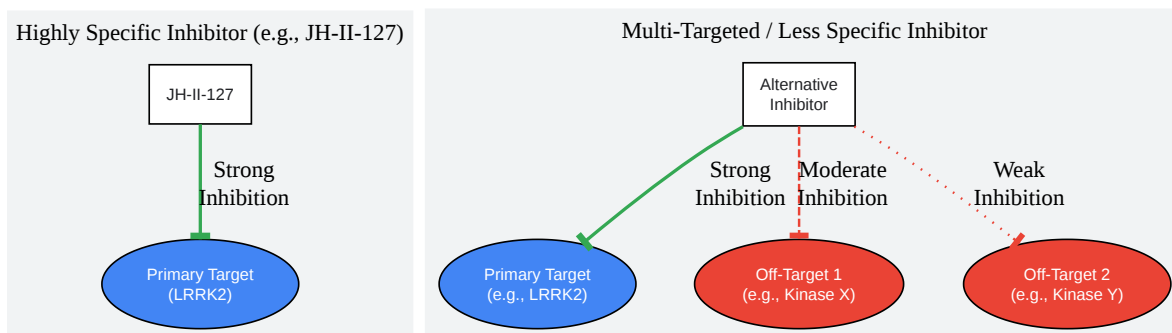 Highly Specific Inhibitor (e.g., JH-II-127)
JH-II-127
Strong
Inhibition
Primary Target
(LRRK2)
Multi-Targeted / Less Specific Inhibitor
Alternative
Inhibitor
Strong
Inhibition
Moderate
Inhibition
Weak
Inhibition
Primary Target
(e.g., LRRK2)
Off-Target 1
(e.g., Kinase X)
Off-Target 2
(e.g., Kinase Y)